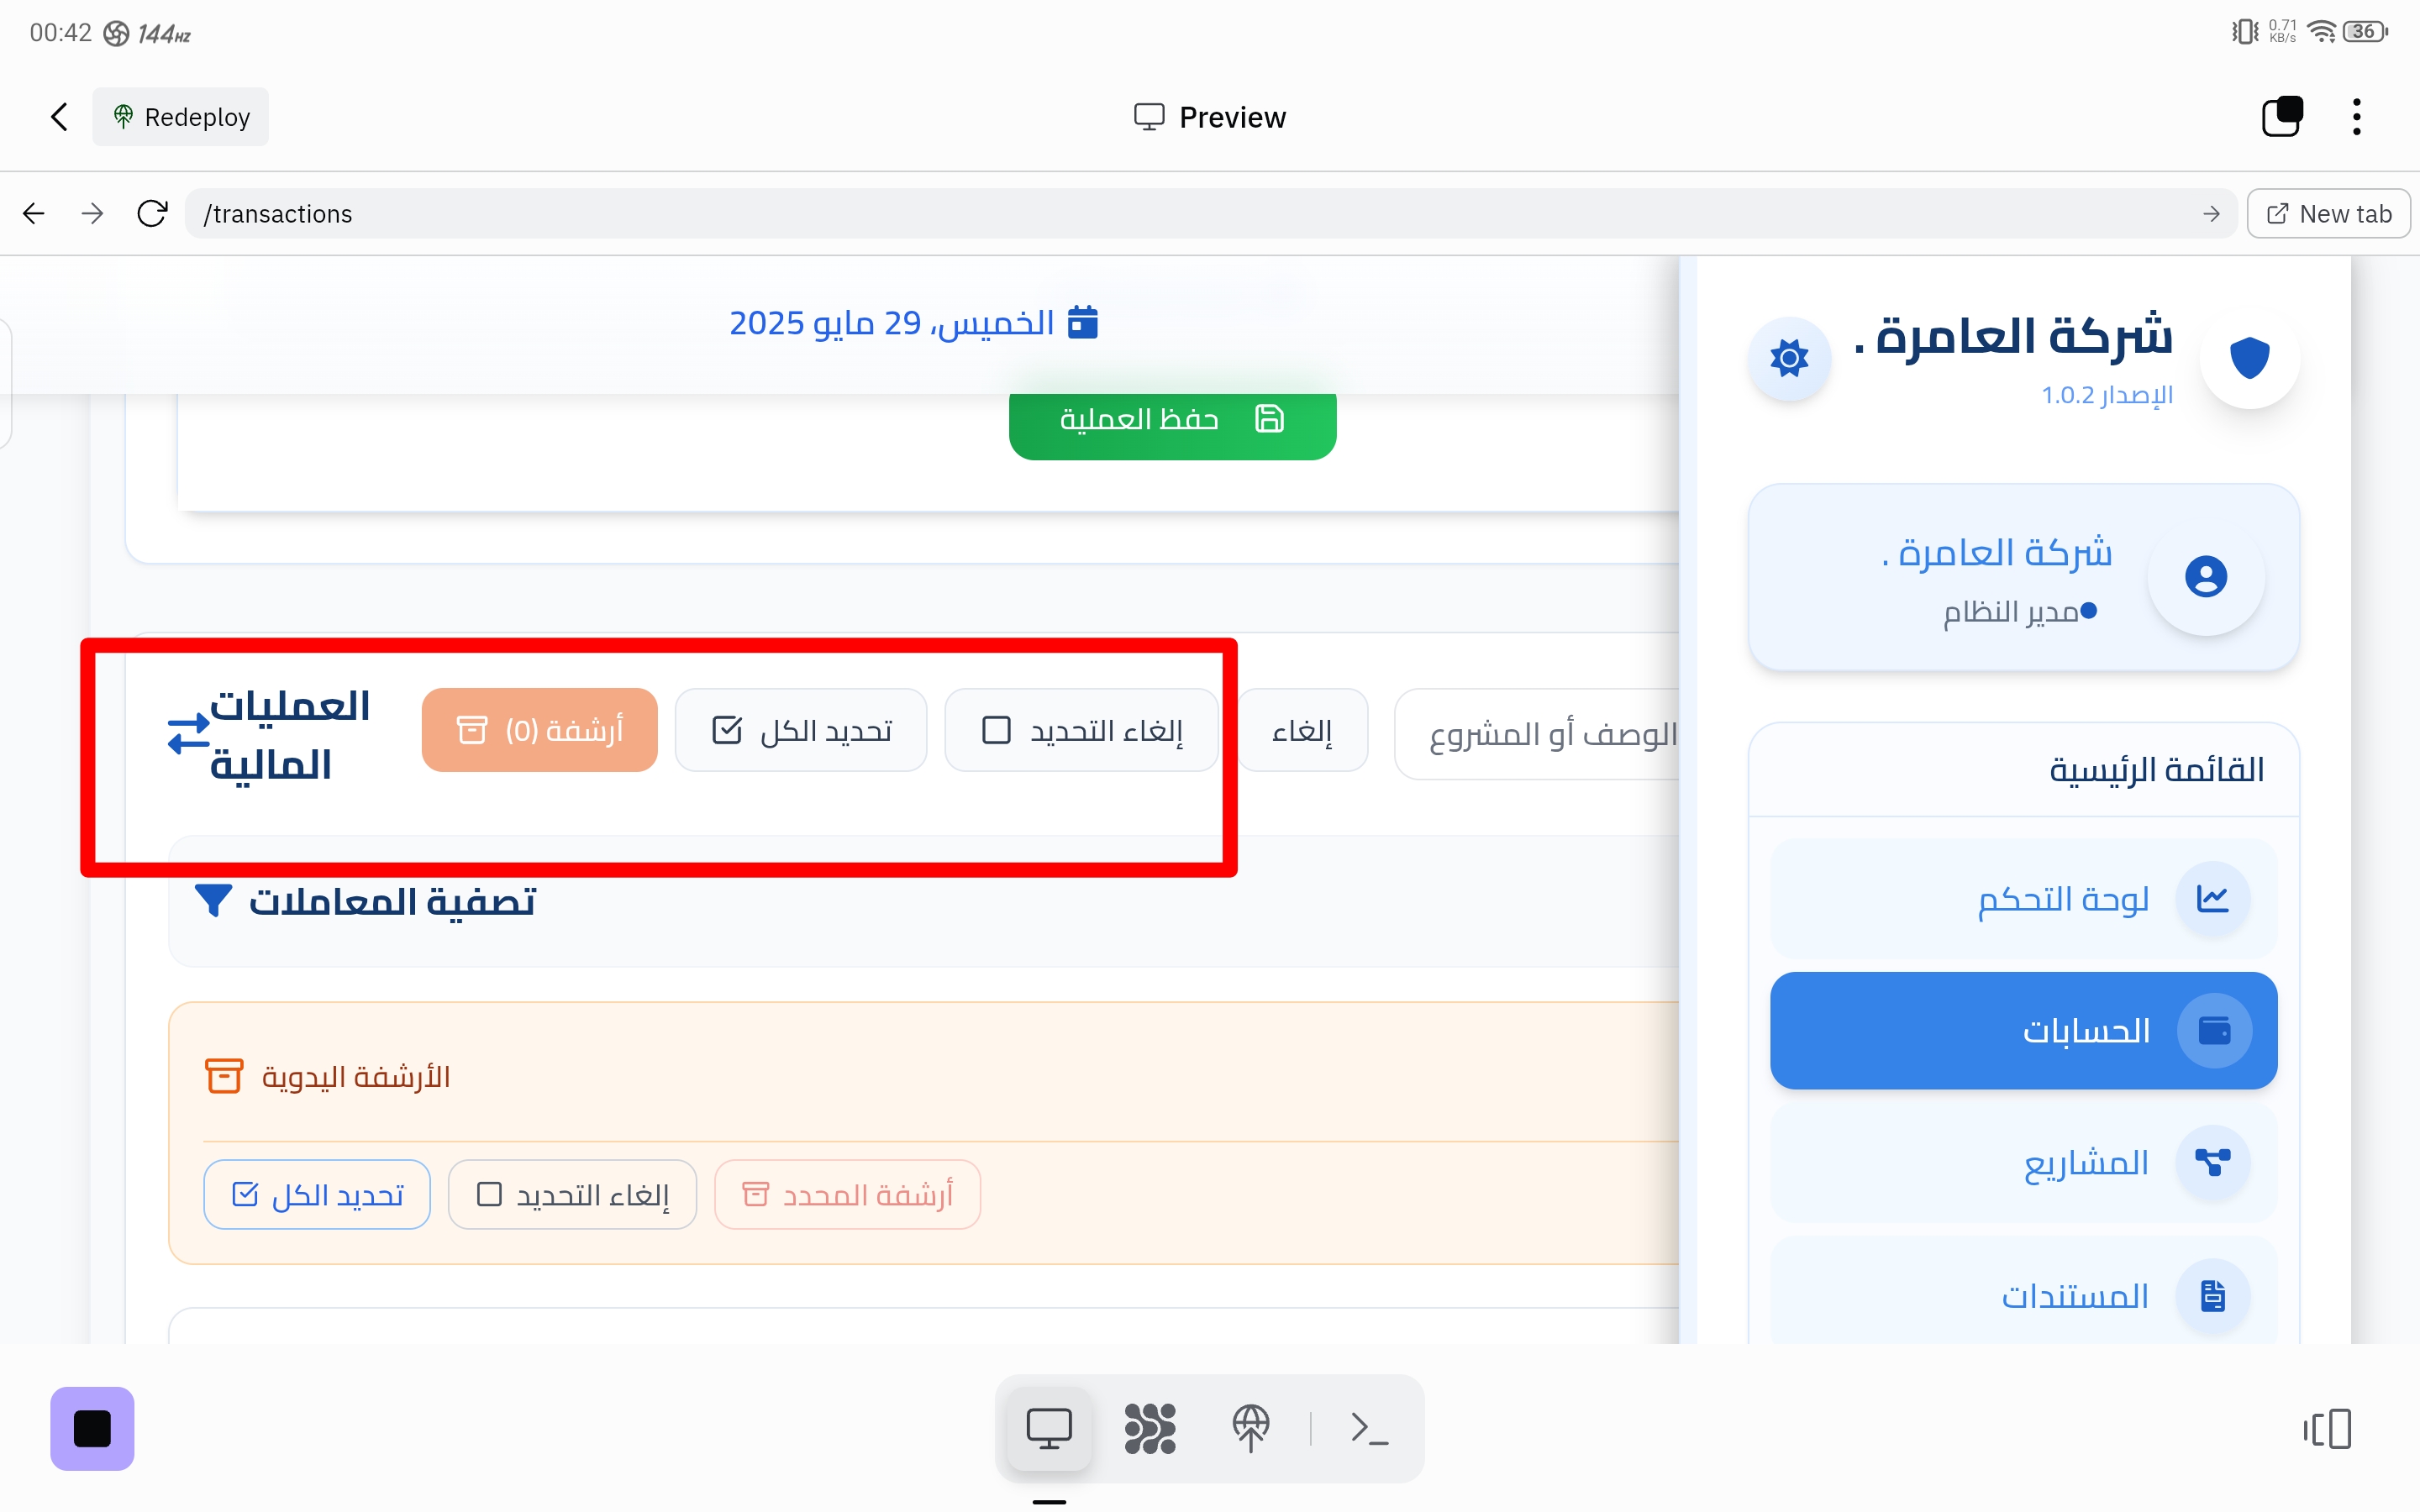 00:42 144HZ
0.71 KB/s 36
Redeploy
Preview
/transactions
New tab
الخميس، 29 مايو 2025
شركة العامرة .
الإصدار 1.0.2
حفظ العملية
شركة العامرة .
مدير النظام
العمليات المالية
أرشفة (0)
تحديد الكل
إلغاء التحديد
إلغاء
الوصف أو المشروع
القائمة الرئيسية
تصفية المعاملات
لوحة التحكم
الحسابات
الأرشفة اليدوية
المشاريع
تحديد الكل
إلغاء التحديد
أرشفة المحدد
المستندات